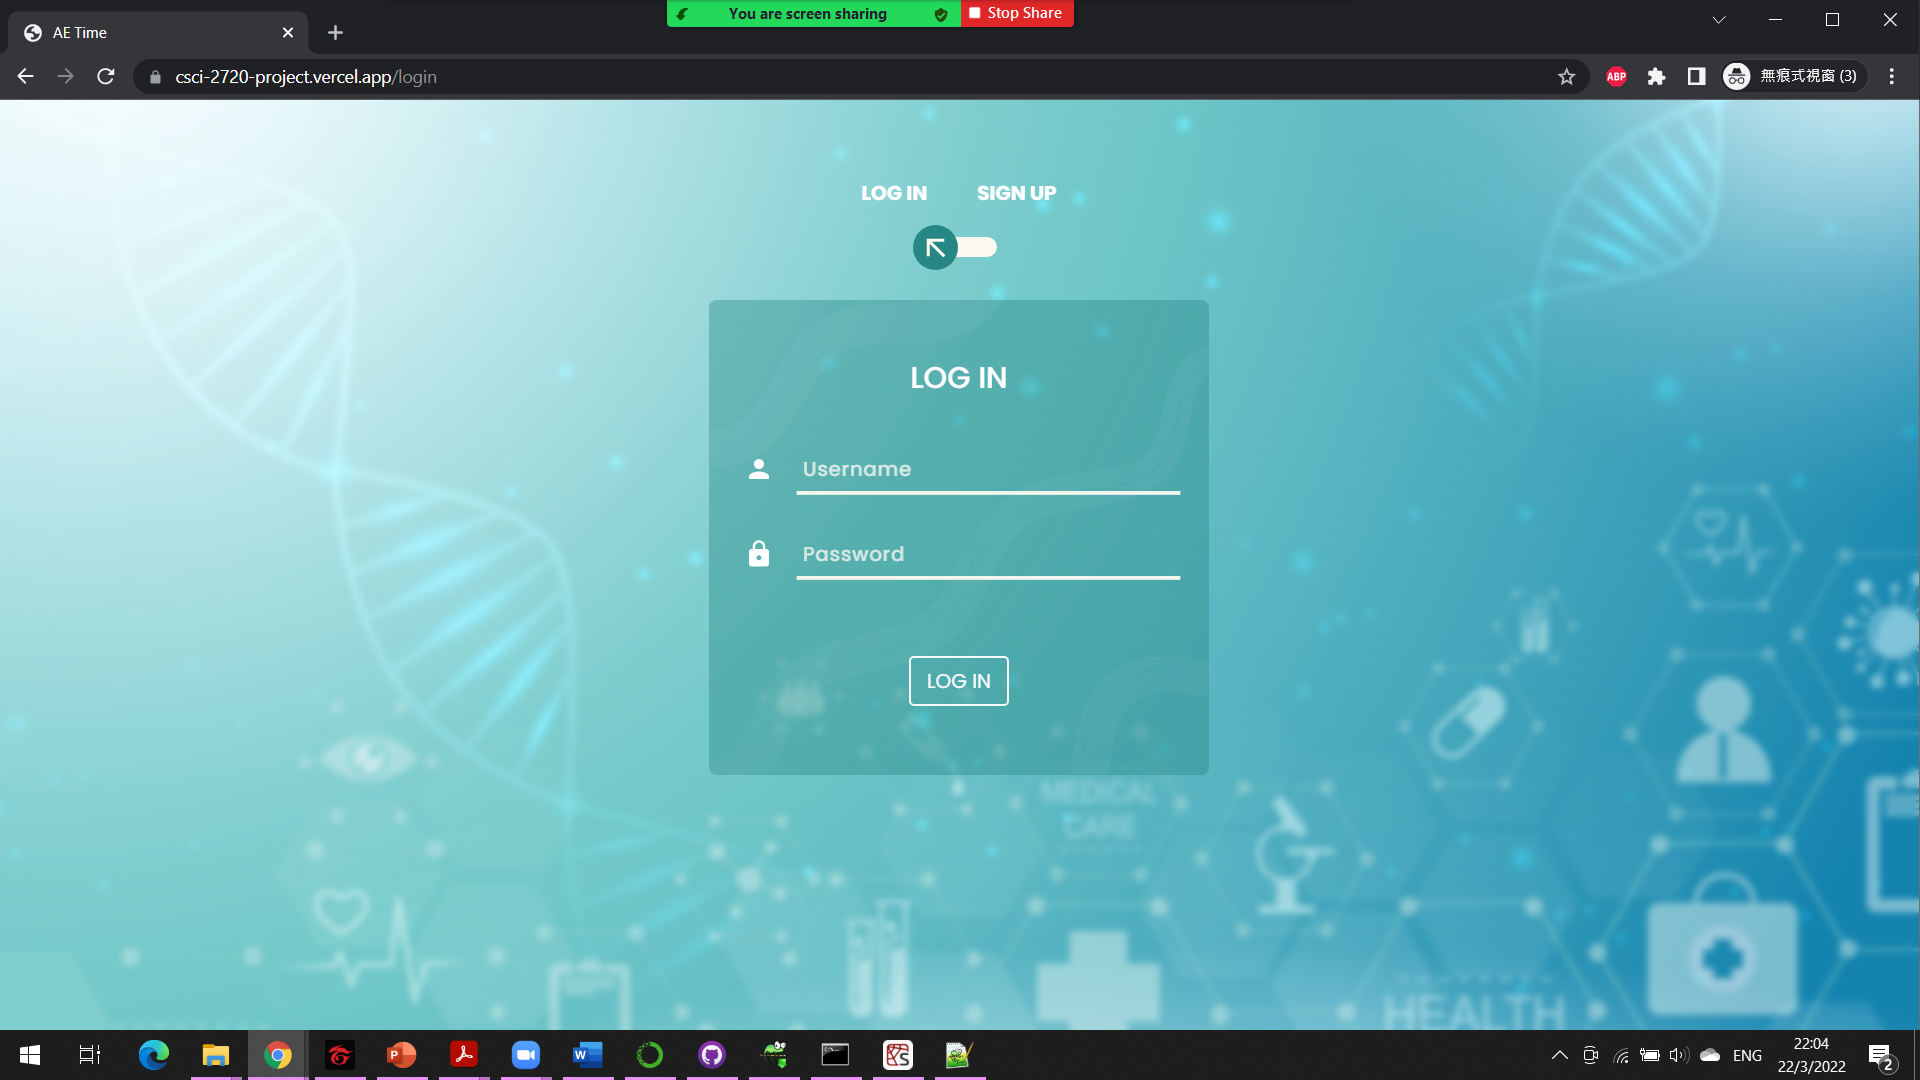 You are screen sharing
Stop Share
AE Time
csci-2720-project.vercel.app/login
ABP
無痕式視窗 (3)
LOG IN
SIGN UP
LOG IN
Username
Password
LOG IN
MEDICAL
CARE
HEALTH
P
W
S
ENG
22:04
22/3/2022
2